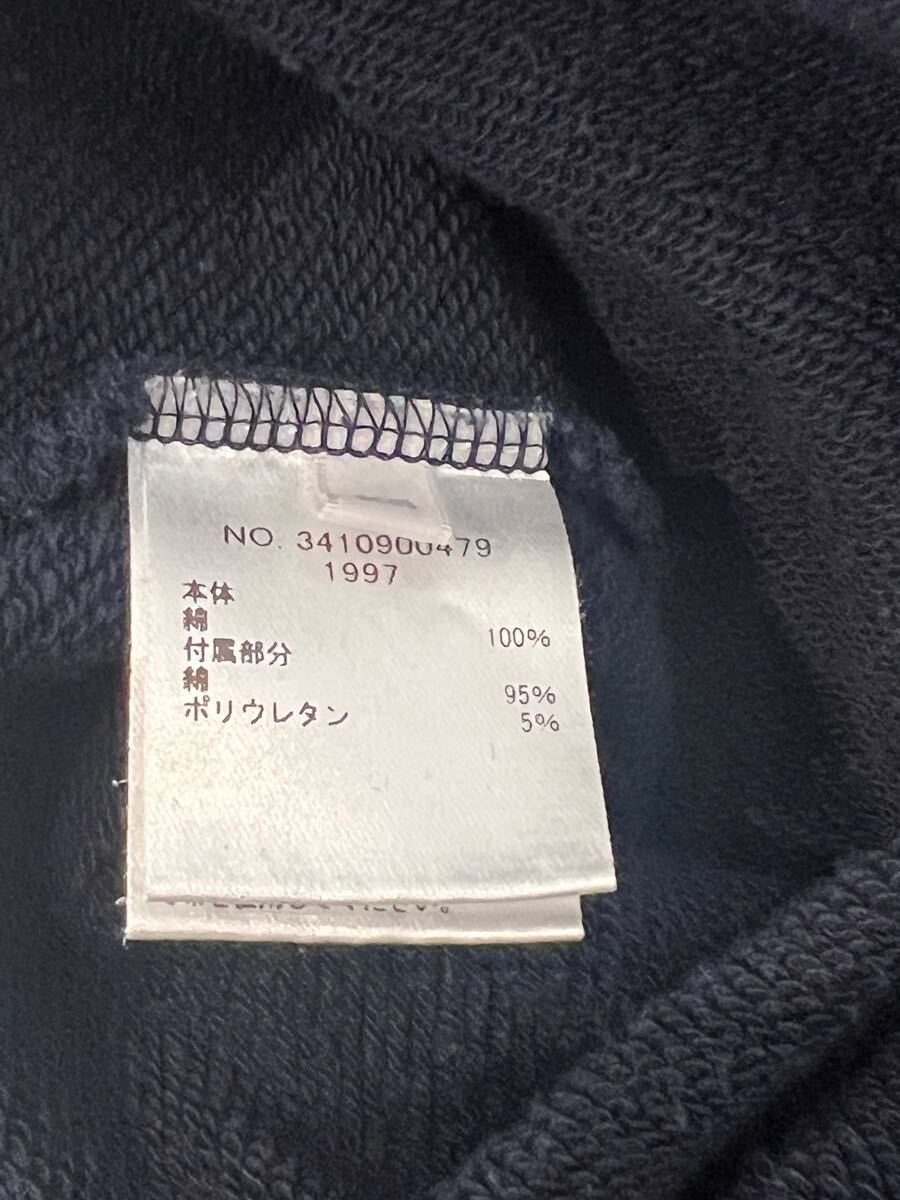 NO. 3410900479
1997
本体
綿 100%
付属部分
綿 95%
ポリウレタン 5%